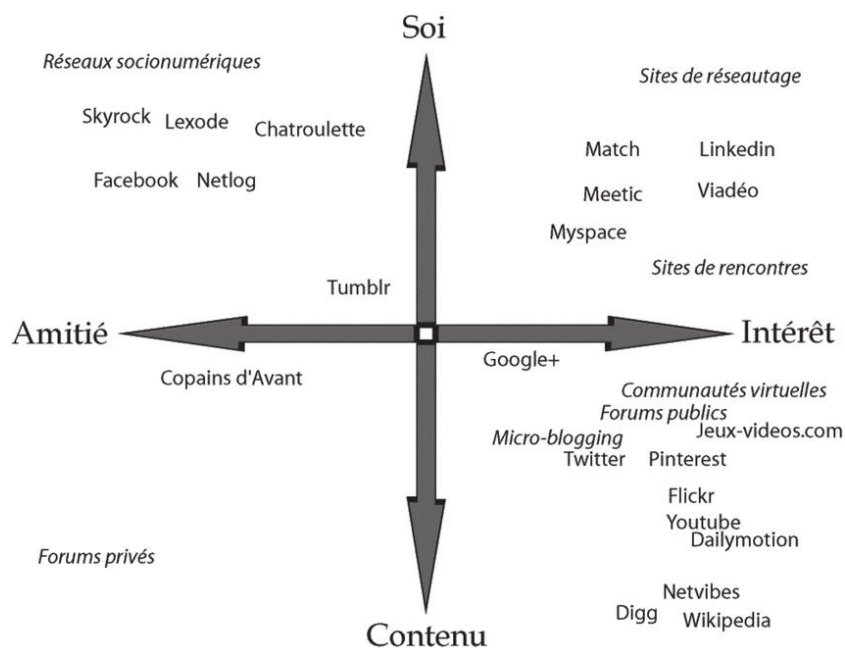 Soi
Réseaux socionumériques
Sites de réseautage
Skyrock Lexode Chatroulette
Match Linkedin
Facebook Netlog
Meetic Viadéo
Myspace
Sites de rencontres
Tumblr
Amitié Intérêt
Google+
Copains d'Avant
Communautés virtuelles
Forums publics
Jeux-videos.com
Micro-blogging
Twitter Pinterest
Flickr
Youtube
Dailymotion
Forums privés
Netvibes
Digg Wikipedia
Contenu